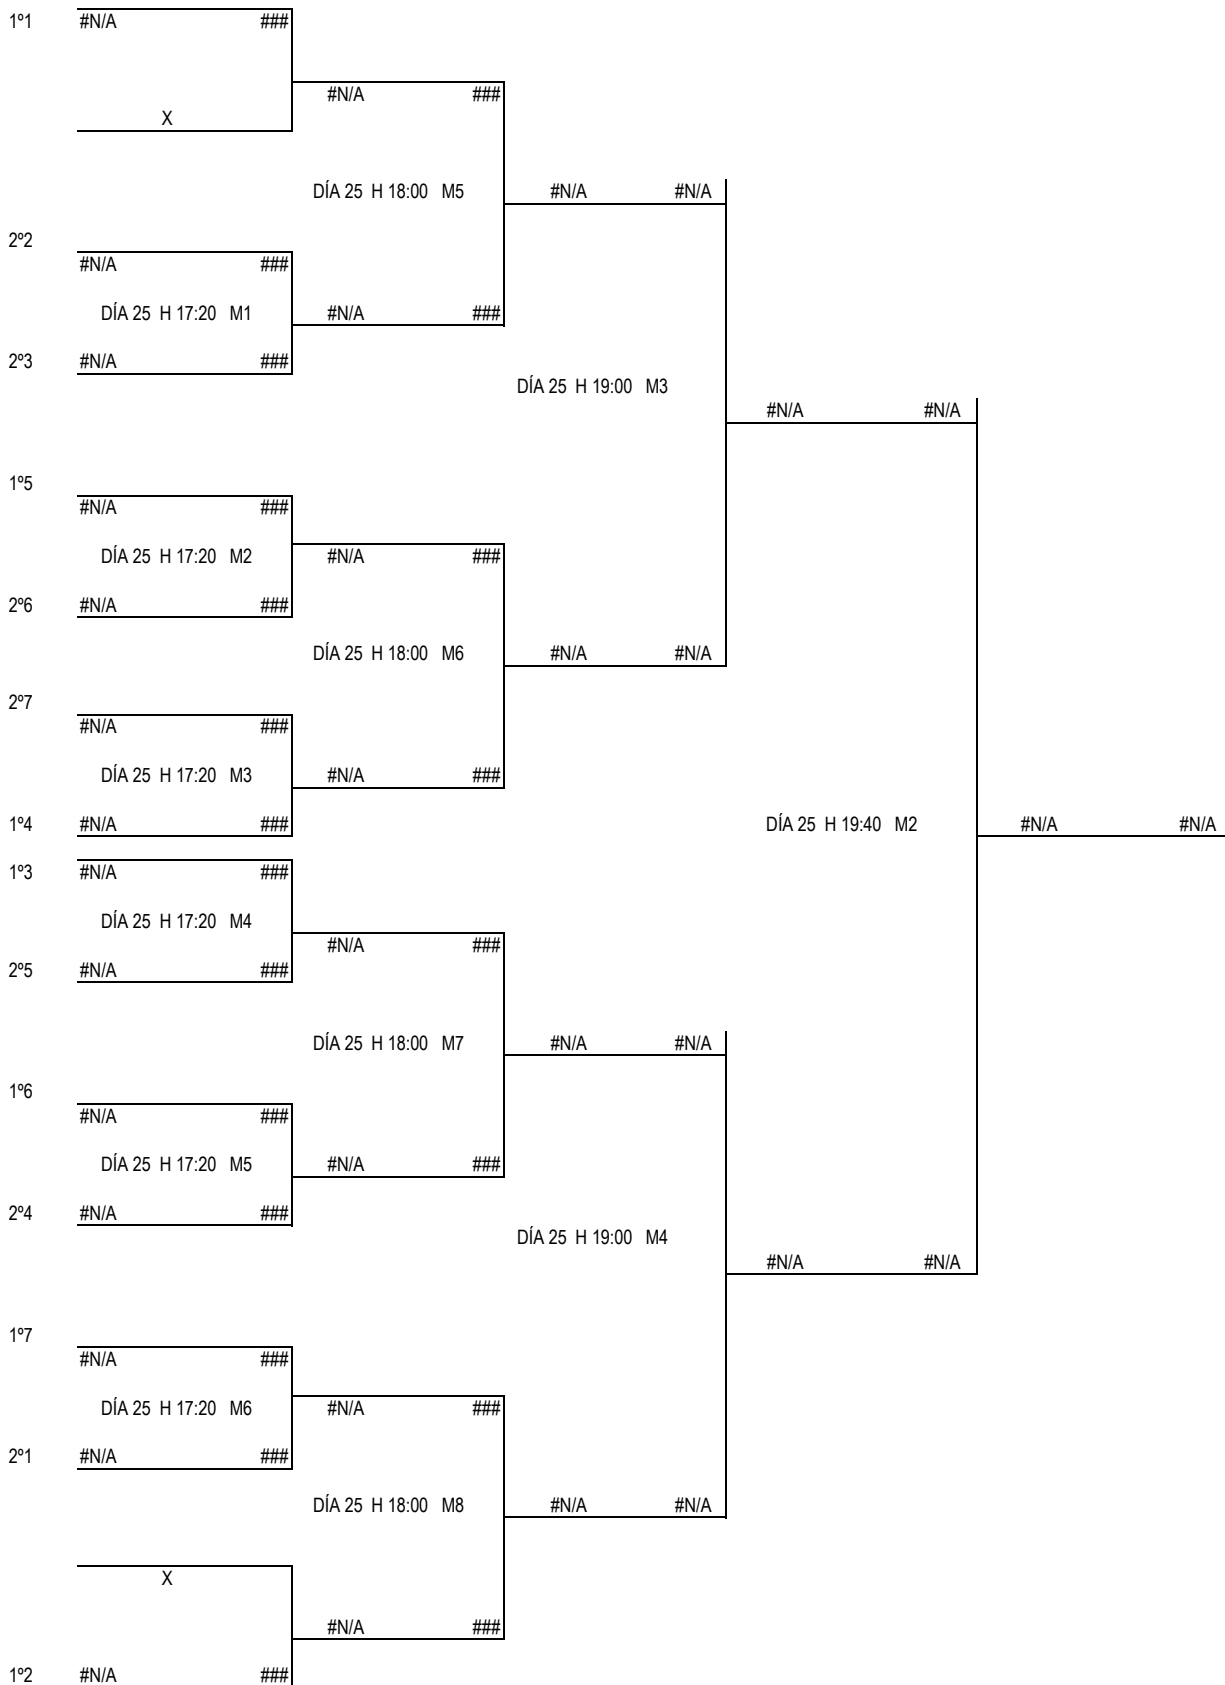 1º1 #N/A ###
#N/A ###
X
DÍA 25 H 18:00 M5 #N/A #N/A
2º2
#N/A ###
DÍA 25 H 17:20 M1 #N/A ###
2º3 #N/A ###
DÍA 25 H 19:00 M3
#N/A #N/A
1º5
#N/A ###
DÍA 25 H 17:20 M2 #N/A ###
2º6 #N/A ###
DÍA 25 H 18:00 M6 #N/A #N/A
2º7
#N/A ###
DÍA 25 H 17:20 M3 #N/A ###
1º4 #N/A ### DÍA 25 H 19:40 M2 #N/A #N/A
1º3 #N/A ###
DÍA 25 H 17:20 M4
#N/A ###
2º5 #N/A ###
DÍA 25 H 18:00 M7 #N/A #N/A
1º6
#N/A ###
DÍA 25 H 17:20 M5 #N/A ###
2º4 #N/A ###
DÍA 25 H 19:00 M4
#N/A #N/A
1º7
#N/A ###
DÍA 25 H 17:20 M6 #N/A ###
2º1 #N/A ###
DÍA 25 H 18:00 M8 #N/A #N/A
X
#N/A ###
1º2 #N/A ###